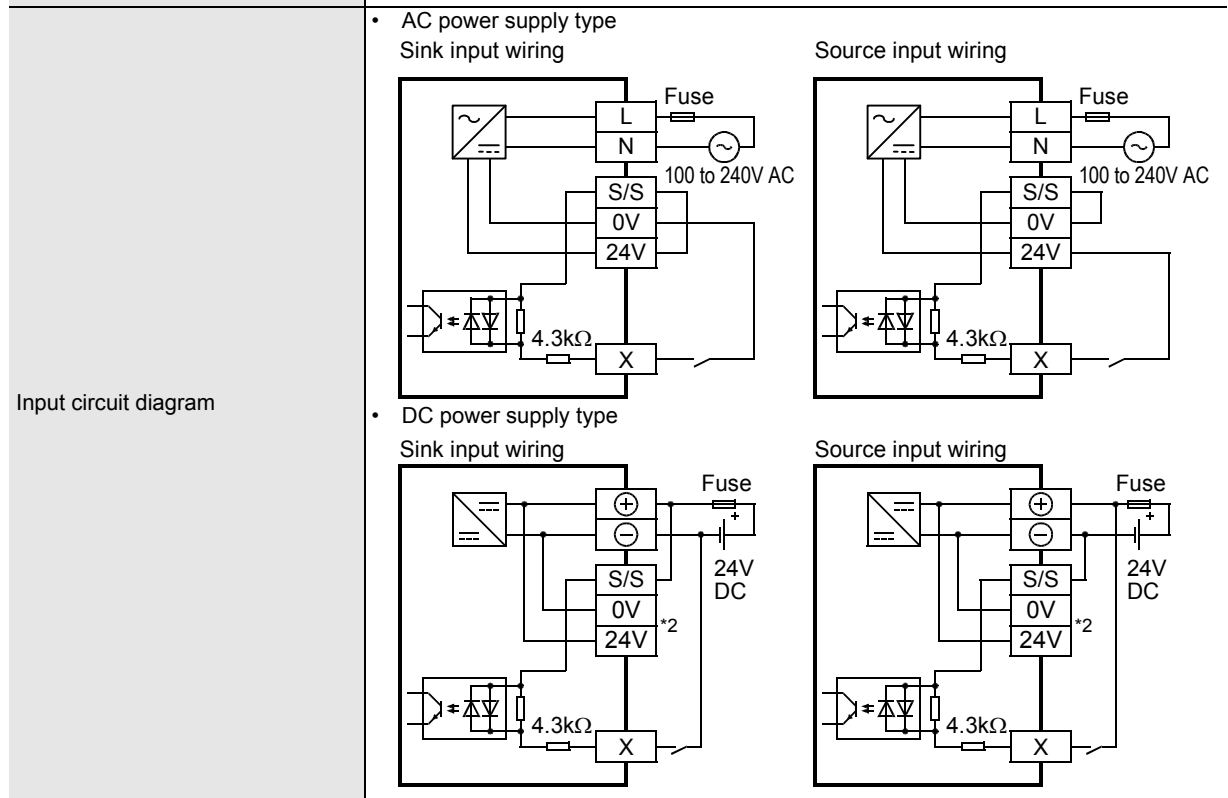 Input circuit diagram
• AC power supply type
Sink input wiring
Fuse
L
N
100 to 240V AC
S/S
0V
24V
4.3kΩ
X
Source input wiring
Fuse
L
N
100 to 240V AC
S/S
0V
24V
4.3kΩ
X
• DC power supply type
Sink input wiring
Fuse
+
24V
DC
S/S
0V
24V
*2
4.3kΩ
X
Source input wiring
Fuse
+
24V
DC
S/S
0V
24V
*2
4.3kΩ
X